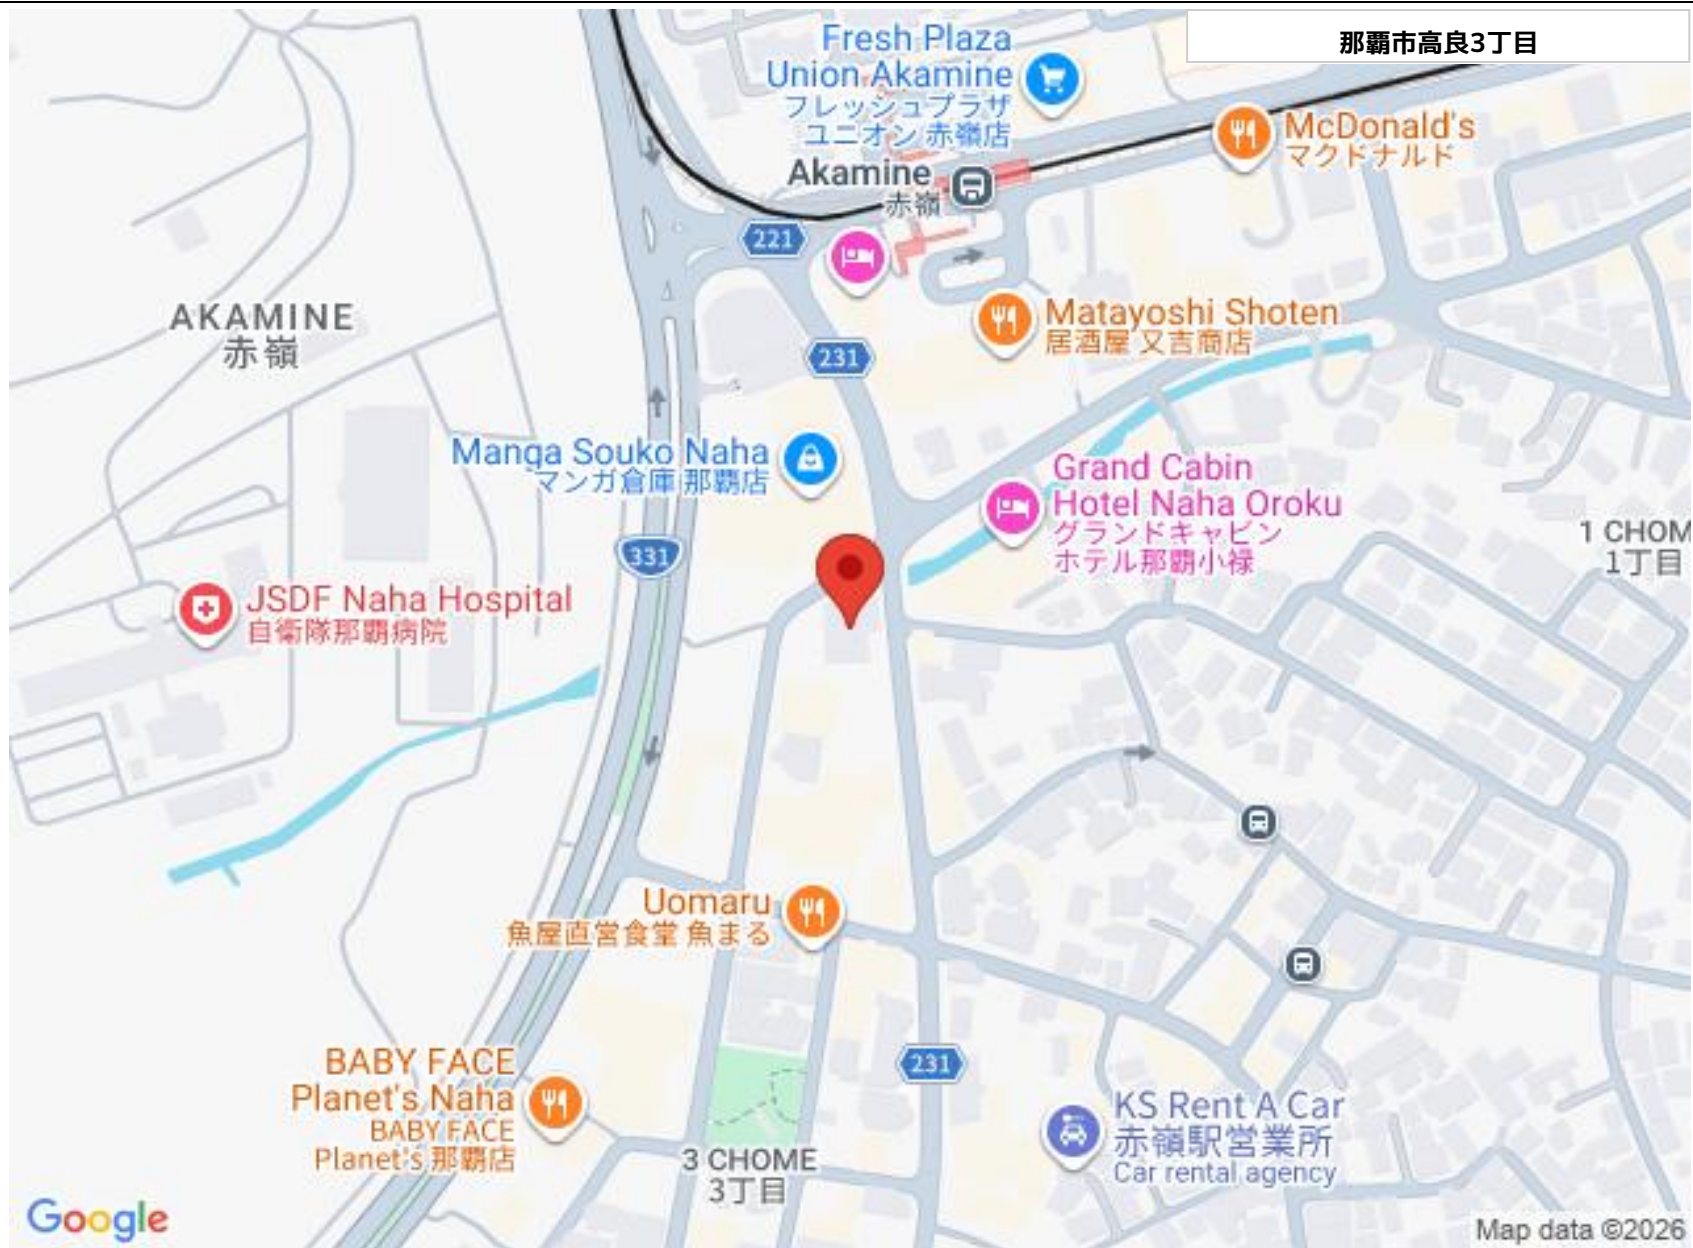 那覇市高良3丁目
Fresh Plaza
Union Akamine
フレッシュプラザ
ユニオン 赤嶺店
McDonald's
マクドナルド
Akamine
赤嶺
221
AKAMINE
赤嶺
Matayoshi Shoten
居酒屋 又吉商店
231
Manga Souko Naha
マンガ倉庫 那覇店
Grand Cabin
Hotel Naha Oroku
グランドキャビン
ホテル那覇小禄
1 CHOM
1丁目
331
JSDF Naha Hospital
自衛隊那覇病院
Uomaru
魚屋直営食堂 魚まる
BABY FACE
Planet's Naha
BABY FACE
Planet's 那覇店
231
KS Rent A Car
赤嶺駅営業所
Car rental agency
3 CHOME
3丁目
Google
Map data ©2026